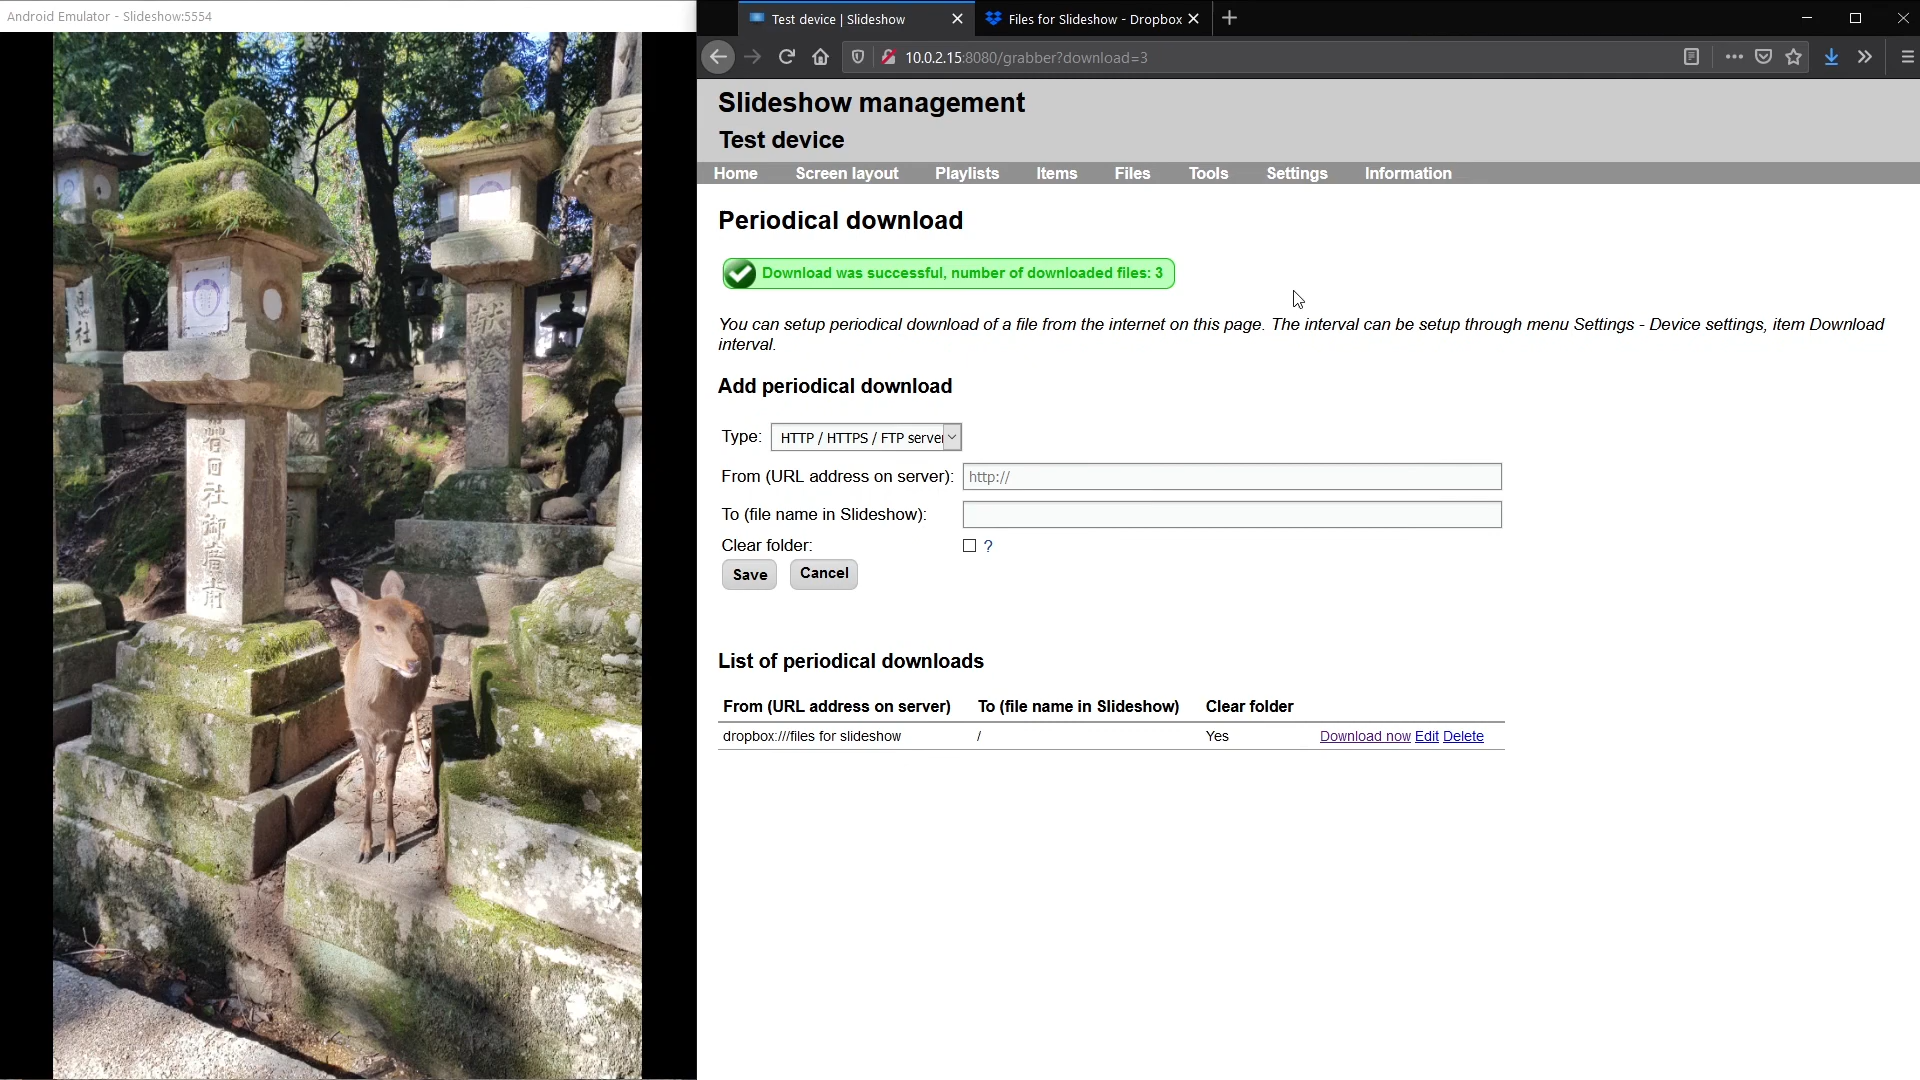 Android Emulator - Slideshow:5554
Test device | Slideshow
Files for Slideshow - Dropbox
10.0.2.15:8080/grabber?download=3
Slideshow management
Test device
Home Screen layout Playlists Items Files Tools Settings Information
Periodical download
Download was successful, number of downloaded files: 3
You can setup periodical download of a file from the internet on this page. The interval can be setup through menu Settings - Device settings, item Download
interval.
Add periodical download
Type: HTTP / HTTPS / FTP server
From (URL address on server): http://
To (file name in Slideshow):
Clear folder: ?
Save Cancel
List of periodical downloads
From (URL address on server) To (file name in Slideshow) Clear folder
dropbox:///files for slideshow / Yes Download now Edit Delete
春日社御廣前